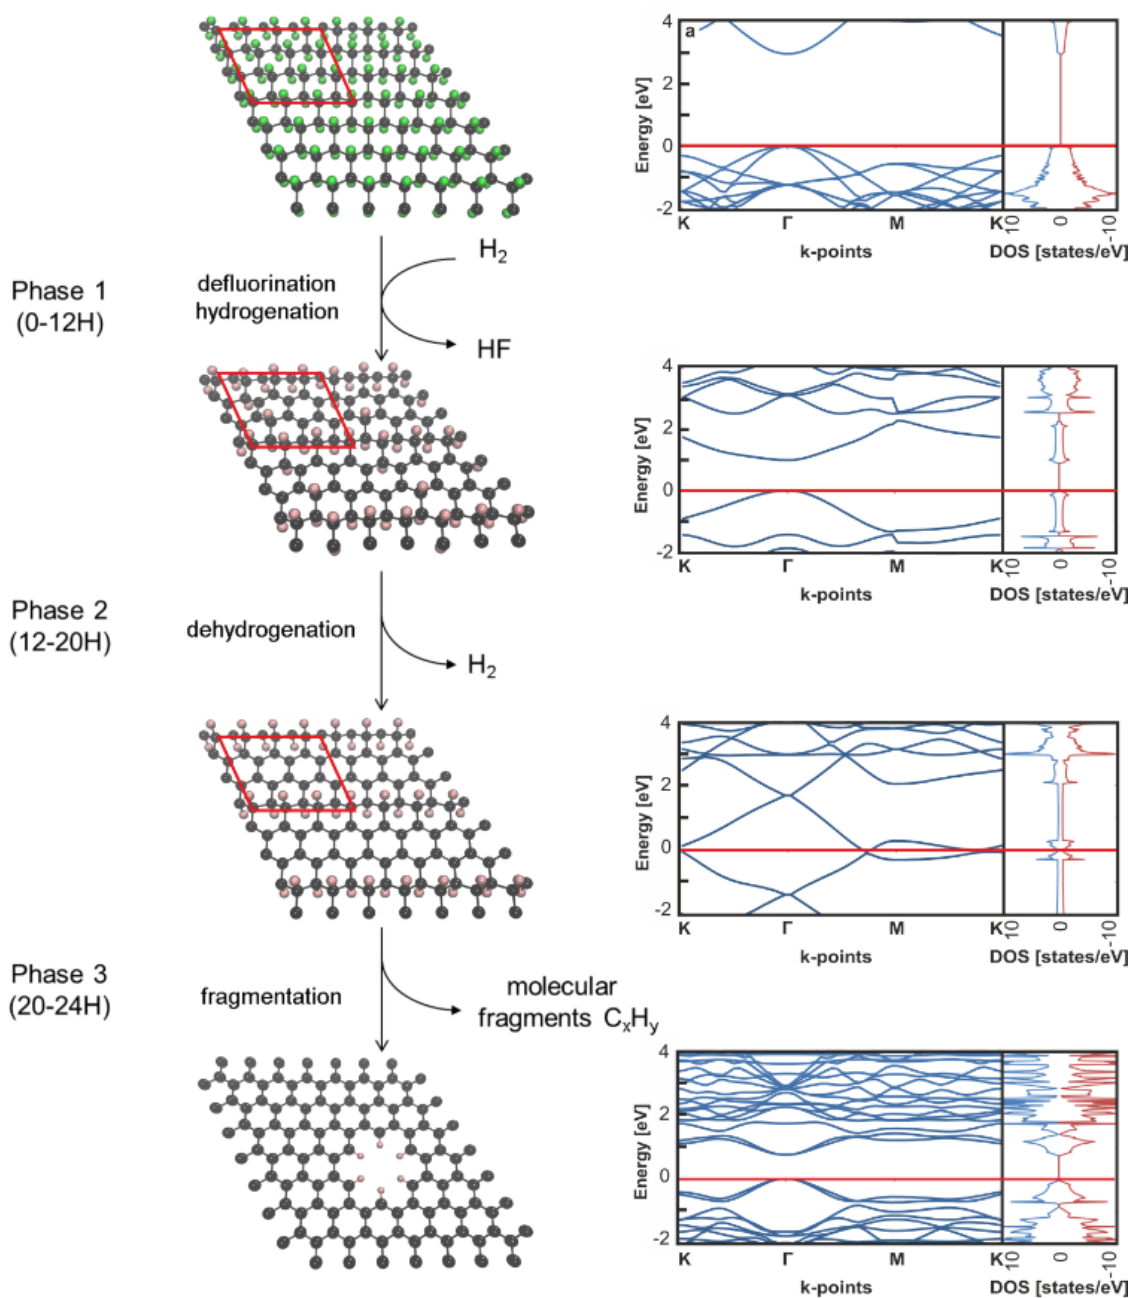 a
4
2
0
-2
Energy [eV]
K Γ M K
10 0 -10
k-points
DOS [states/eV]
H2
Phase 1
(0-12H)
defluorination
hydrogenation
HF
4
2
0
-2
Energy [eV]
K Γ M K
10 0 -10
k-points
DOS [states/eV]
Phase 2
(12-20H)
dehydrogenation
H2
4
2
0
-2
Energy [eV]
K Γ M K
10 0 -10
k-points
DOS [states/eV]
Phase 3
(20-24H)
fragmentation
molecular
fragments CxHy
4
2
0
-2
Energy [eV]
K Γ M K
10 0 -10
k-points
DOS [states/eV]